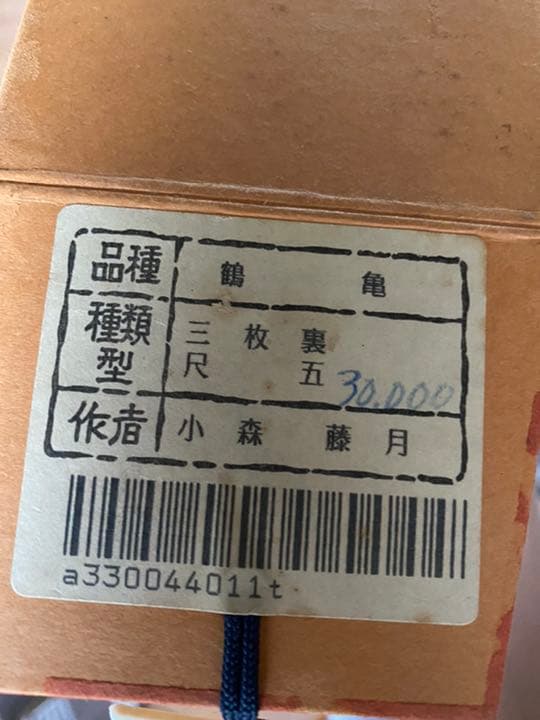 品種 鶴 亀
種類 三 枚 裏
型 尺 五 30.000
作者 小 森 藤 月
a330044011t